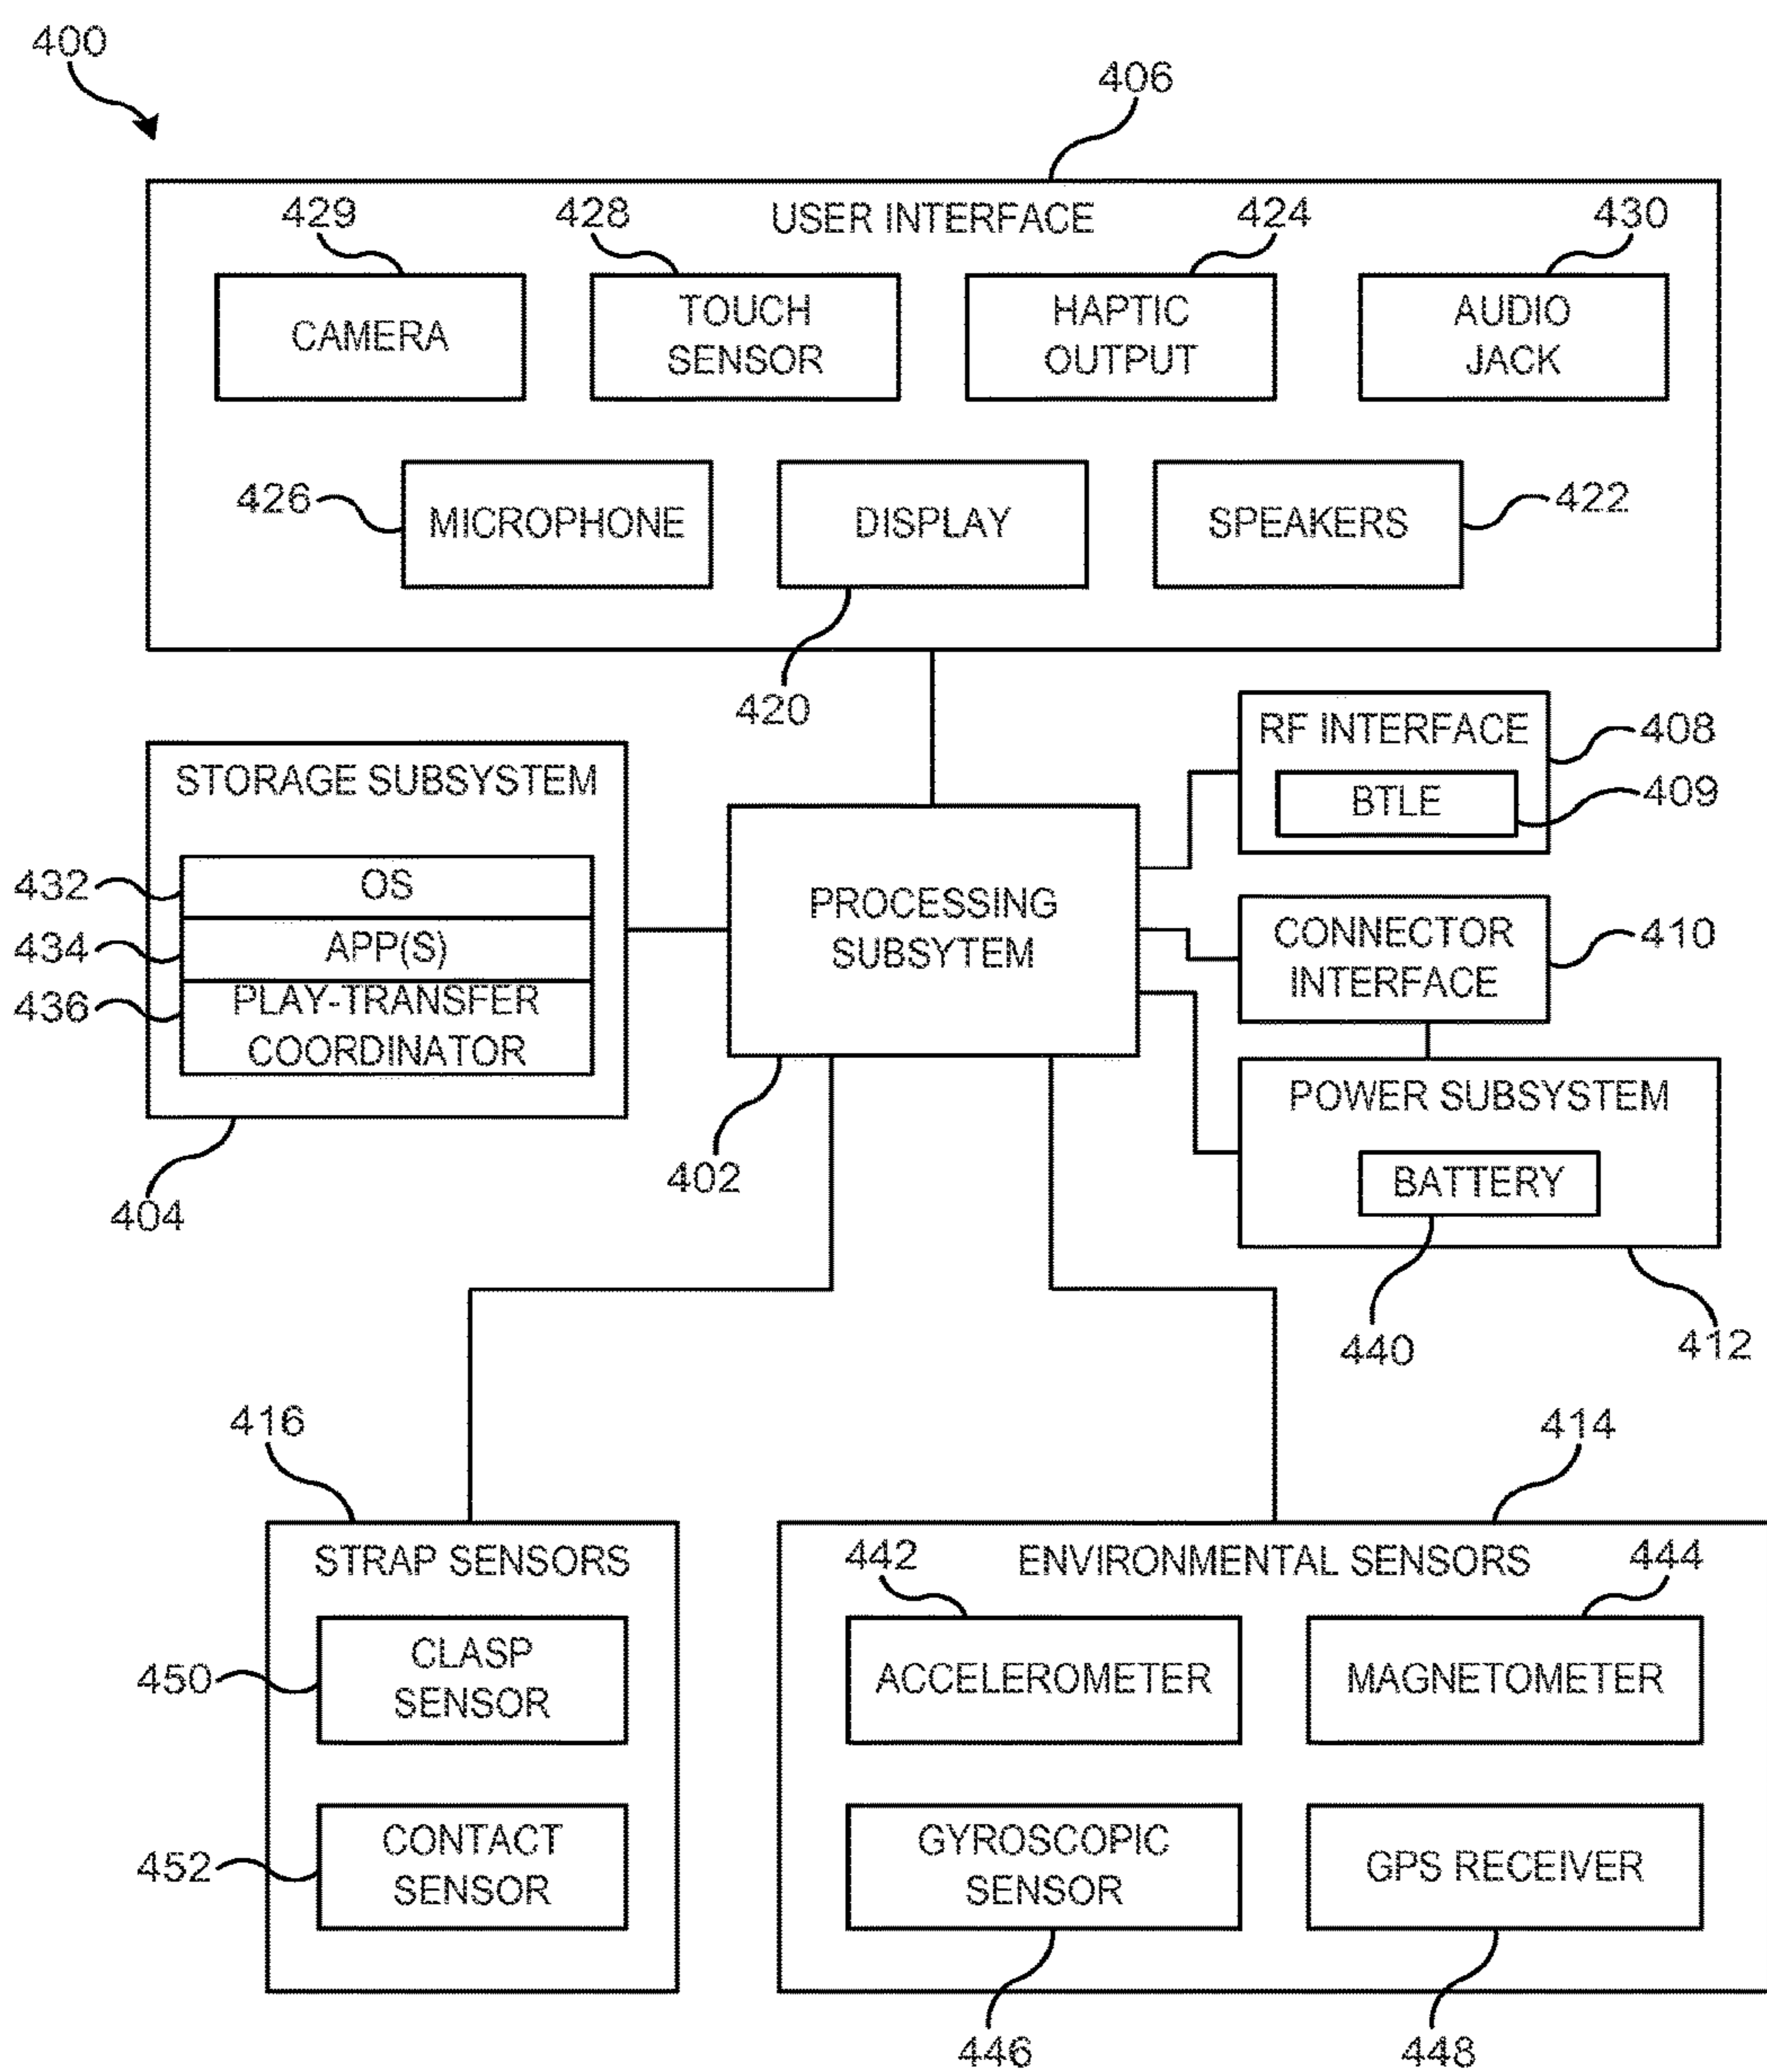 400
406
429
428
USER INTERFACE
424
430
CAMERA
TOUCH
SENSOR
HAPTIC
OUTPUT
AUDIO
JACK
426
MICROPHONE
DISPLAY
SPEAKERS
422
420
STORAGE SUBSYSTEM
432
OS
434
APP(S)
436
PLAY-TRANSFER
COORDINATOR
404
PROCESSING
SUBSYTEM
402
RF INTERFACE
408
BTLE
409
CONNECTOR
INTERFACE
410
POWER SUBSYSTEM
BATTERY
440
412
416
STRAP SENSORS
450
CLASP
SENSOR
452
CONTACT
SENSOR
414
442
ENVIRONMENTAL SENSORS
444
ACCELEROMETER
MAGNETOMETER
GYROSCOPIC
SENSOR
GPS RECEIVER
446
448